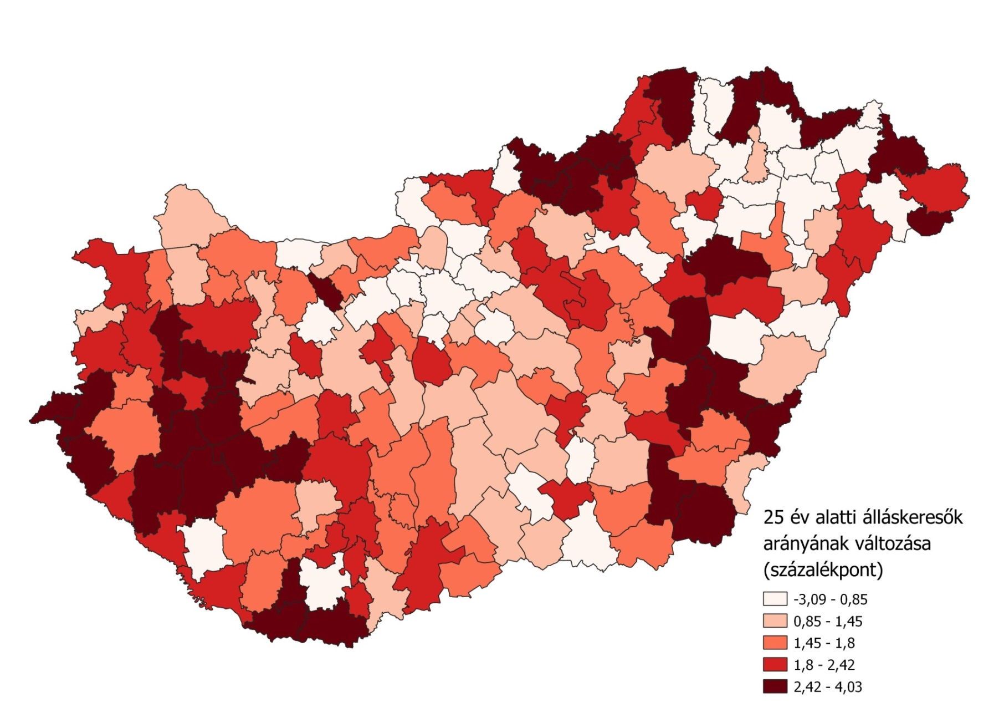 25 év alatti álláskeresők
arányának változása
(százalékpont)
-3,09 - 0,85
0,85 - 1,45
1,45 - 1,8
1,8 - 2,42
2,42 - 4,03